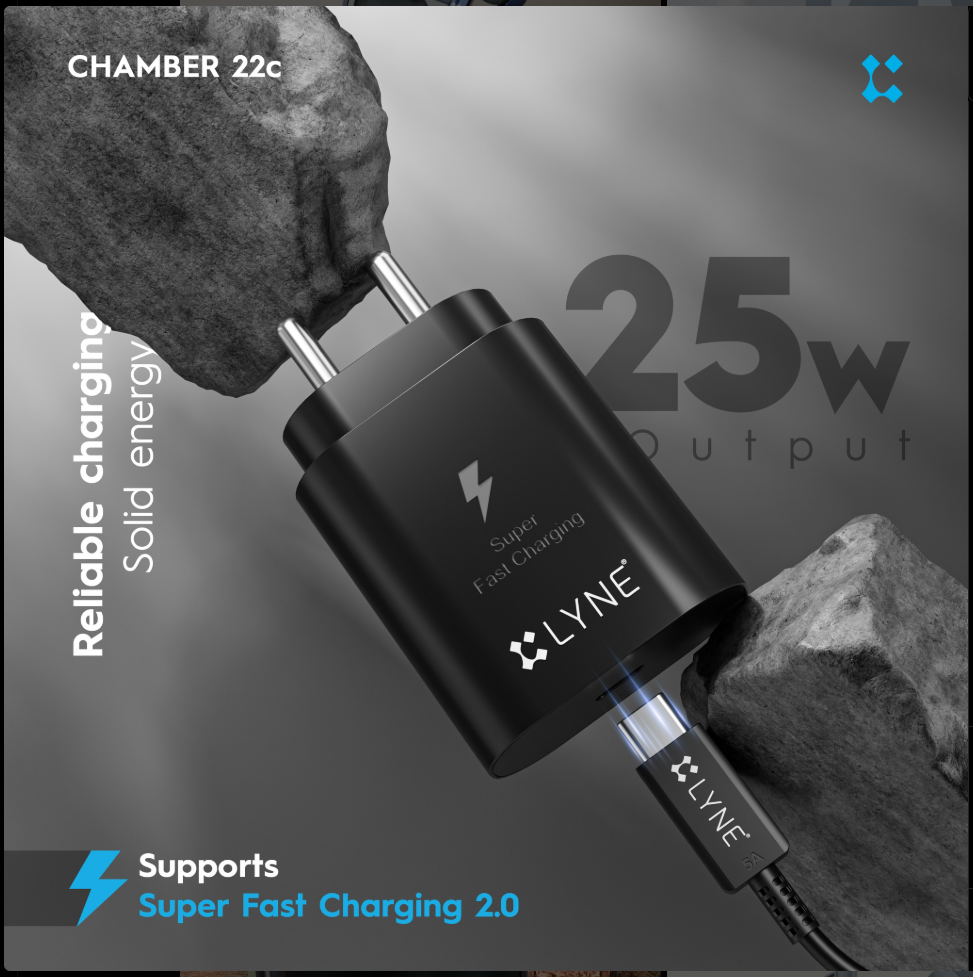 CHAMBER 22c
25w
Output
Reliable charging
Solid energy
Super
Fast Charging
LYNE®
LYNE®
3A
Supports
Super Fast Charging 2.0